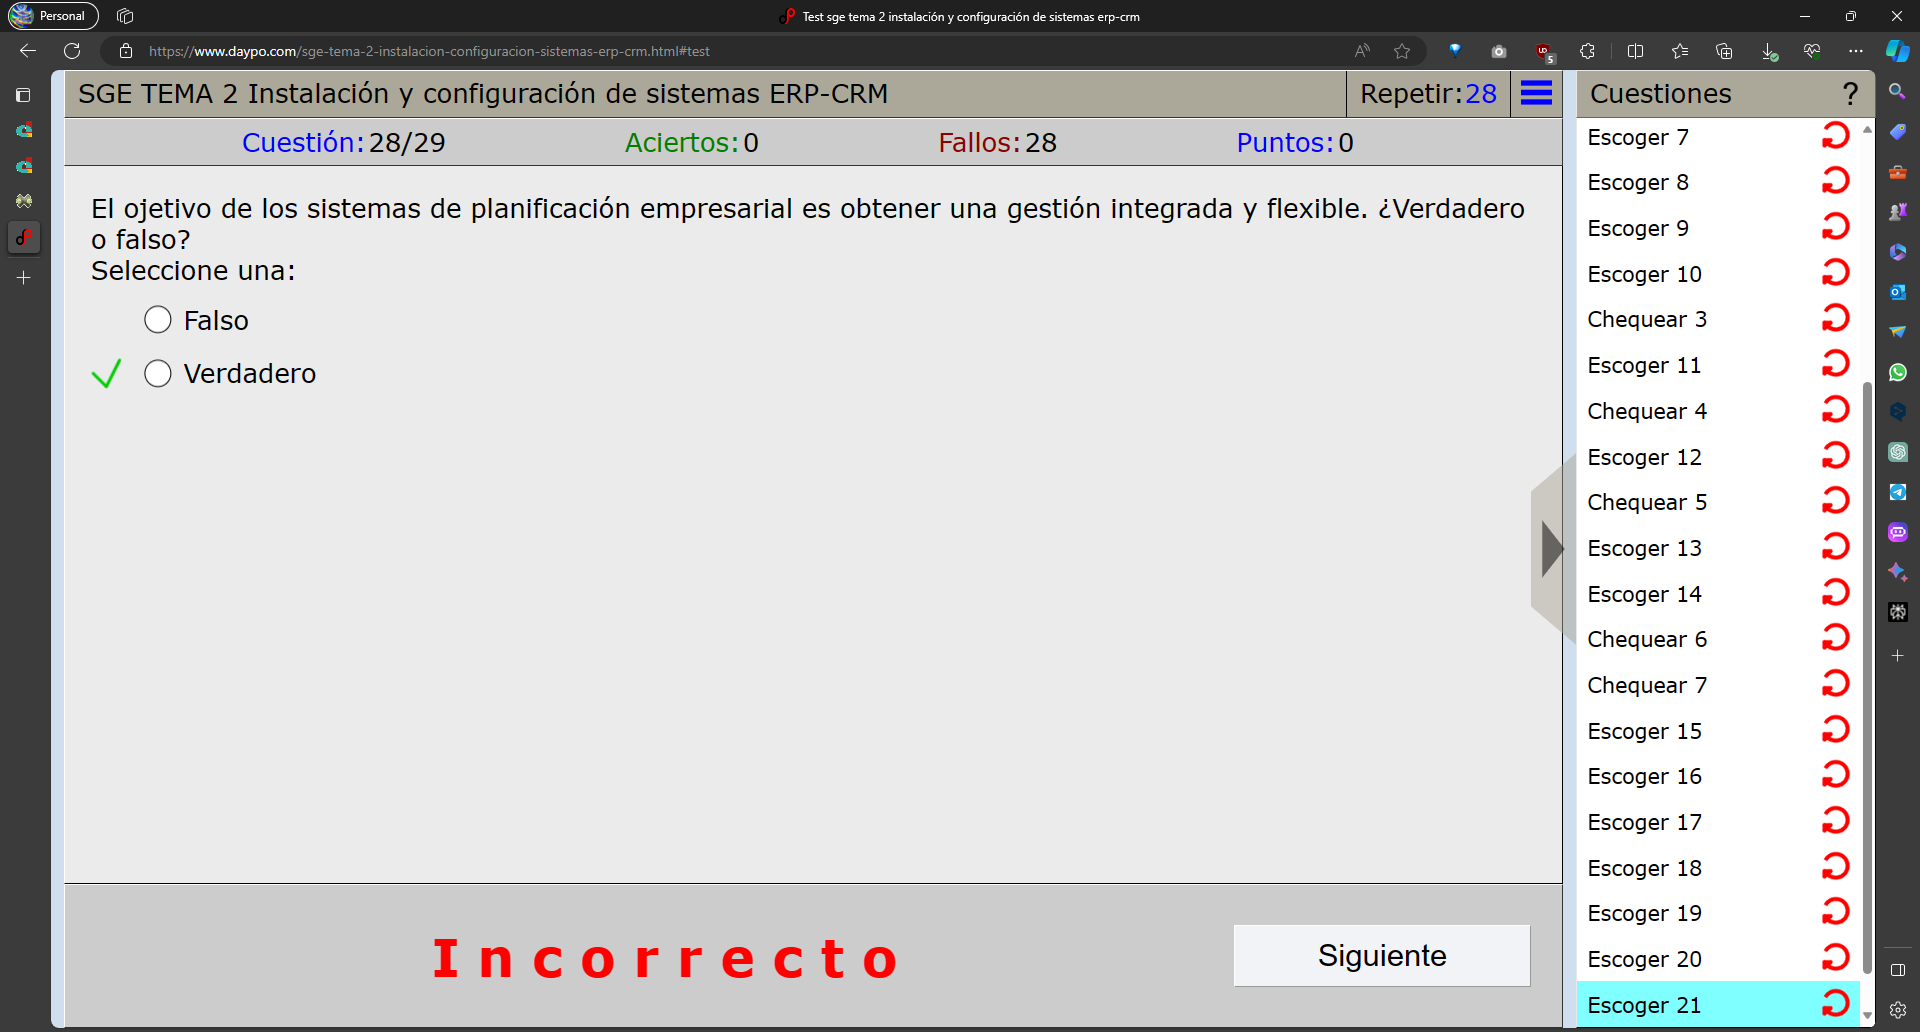 Personal
Test sge tema 2 instalación y configuración de sistemas erp-crm
https://www.daypo.com/sge-tema-2-instalacion-configuracion-sistemas-erp-crm.html#test
SGE TEMA 2 Instalación y configuración de sistemas ERP-CRM
Repetir:28
Cuestión:28/29
Aciertos:0
Fallos:28
Puntos:0
El ojetivo de los sistemas de planificación empresarial es obtener una gestión integrada y flexible. ¿Verdadero
o falso?
Seleccione una:
Falso
Verdadero
Incorrecto
Siguiente
Cuestiones ?
Escoger 7
Escoger 8
Escoger 9
Escoger 10
Chequear 3
Escoger 11
Chequear 4
Escoger 12
Chequear 5
Escoger 13
Escoger 14
Chequear 6
Chequear 7
Escoger 15
Escoger 16
Escoger 17
Escoger 18
Escoger 19
Escoger 20
Escoger 21
5